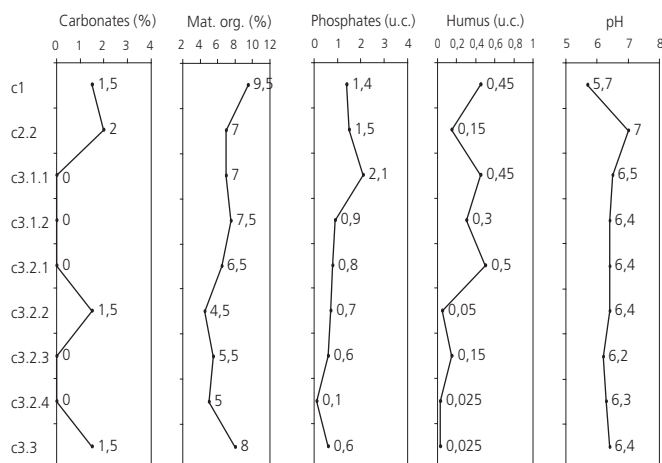 Carbonates (%) Mat. org. (%) Phosphates (u.c.) Humus (u.c.) pH
0 1 2 3 4 2 4 6 8 10 12 0 1 2 3 4 0 0,2 0,4 0,6 0,8 1 5 6 7 8
c1 1,5 9,5 1,4 0,45 5,7
c2.2 2 7 1,5 0,15 7
c3.1.1 0 7 2,1 0,45 6,5
c3.1.2 0 7,5 0,9 0,3 6,4
c3.2.1 0 6,5 0,8 0,5 6,4
c3.2.2 1,5 4,5 0,7 0,05 6,4
c3.2.3 0 5,5 0,6 0,15 6,2
c3.2.4 0 5 0,1 0,025 6,3
c3.3 1,5 8 0,6 0,025 6,4